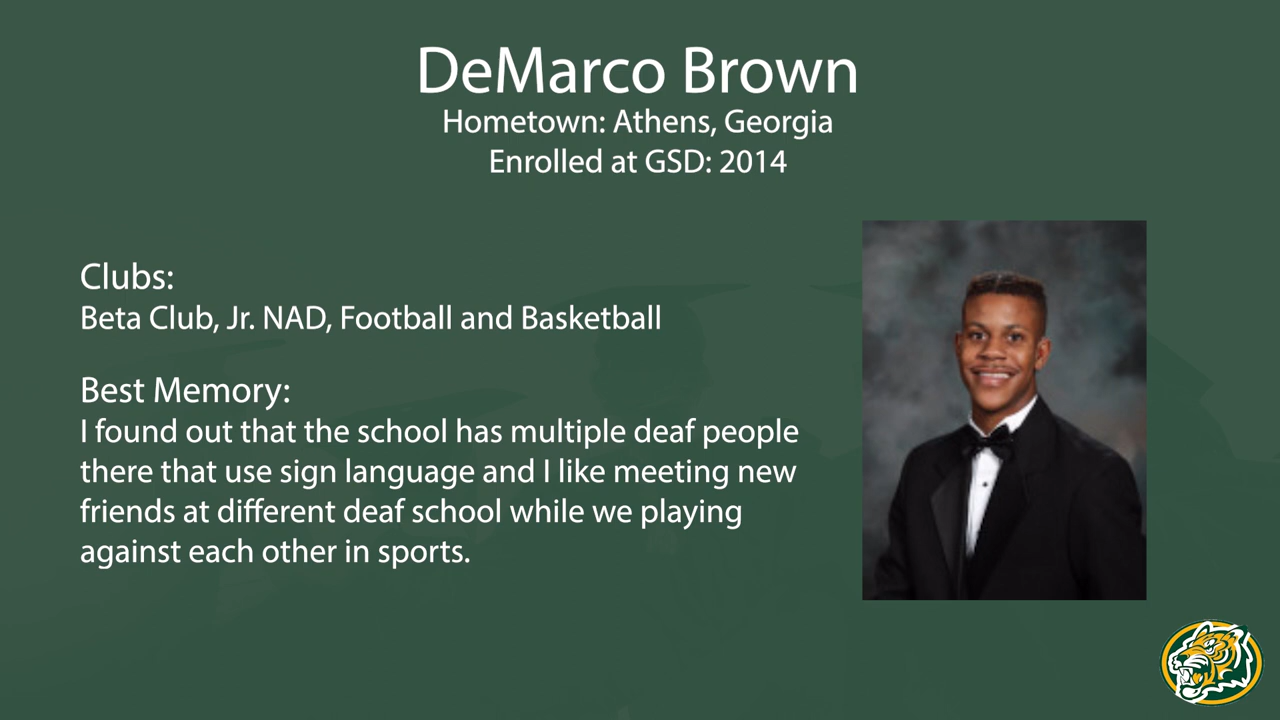 DeMarco Brown
Hometown: Athens, Georgia
Enrolled at GSD: 2014
Clubs:
Beta Club, Jr. NAD, Football and Basketball
Best Memory:
I found out that the school has multiple deaf people
there that use sign language and I like meeting new
friends at different deaf school while we playing
against each other in sports.